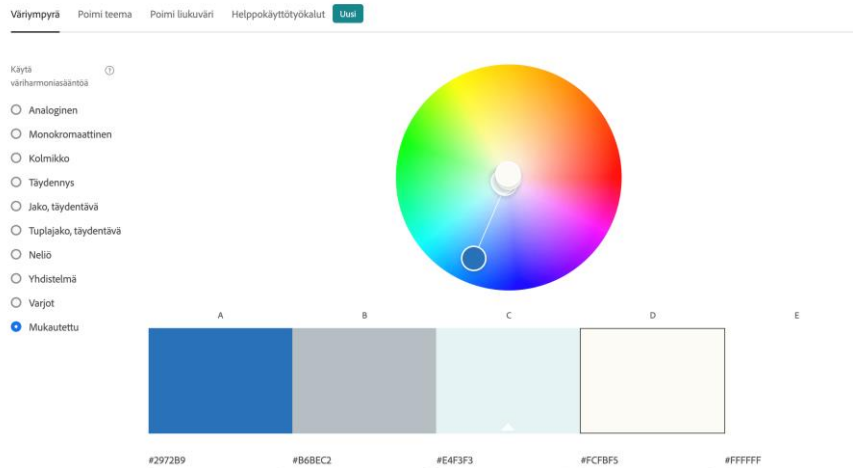 Väriympyrä Poimi teema Poimi liukuväri Helppokäyttötyökalut Uusi
Käytä
väriharmoniasääntöä
Analoginen
Monokromaattinen
Kolmikko
Täydennys
Jako, täydentävä
Tuplajako, täydentävä
Neliö
Yhdistelmä
Varjot
Mukautettu
A B C D E
#2972B9 #B6BEC2 #E4F3F3 #FCFBF5 #FFFFFF